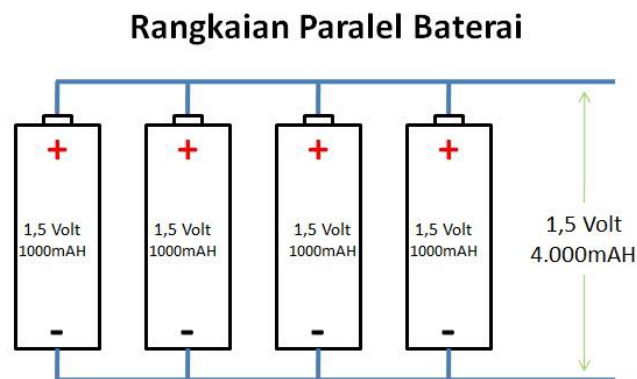 Rangkaian Paralel Baterai
+
+
+
+
1,5 Volt
1000mAH
1,5 Volt
1000mAH
1,5 Volt
1000mAH
1,5 Volt
1000mAH
1,5 Volt
4.000mAH
-
-
-
-